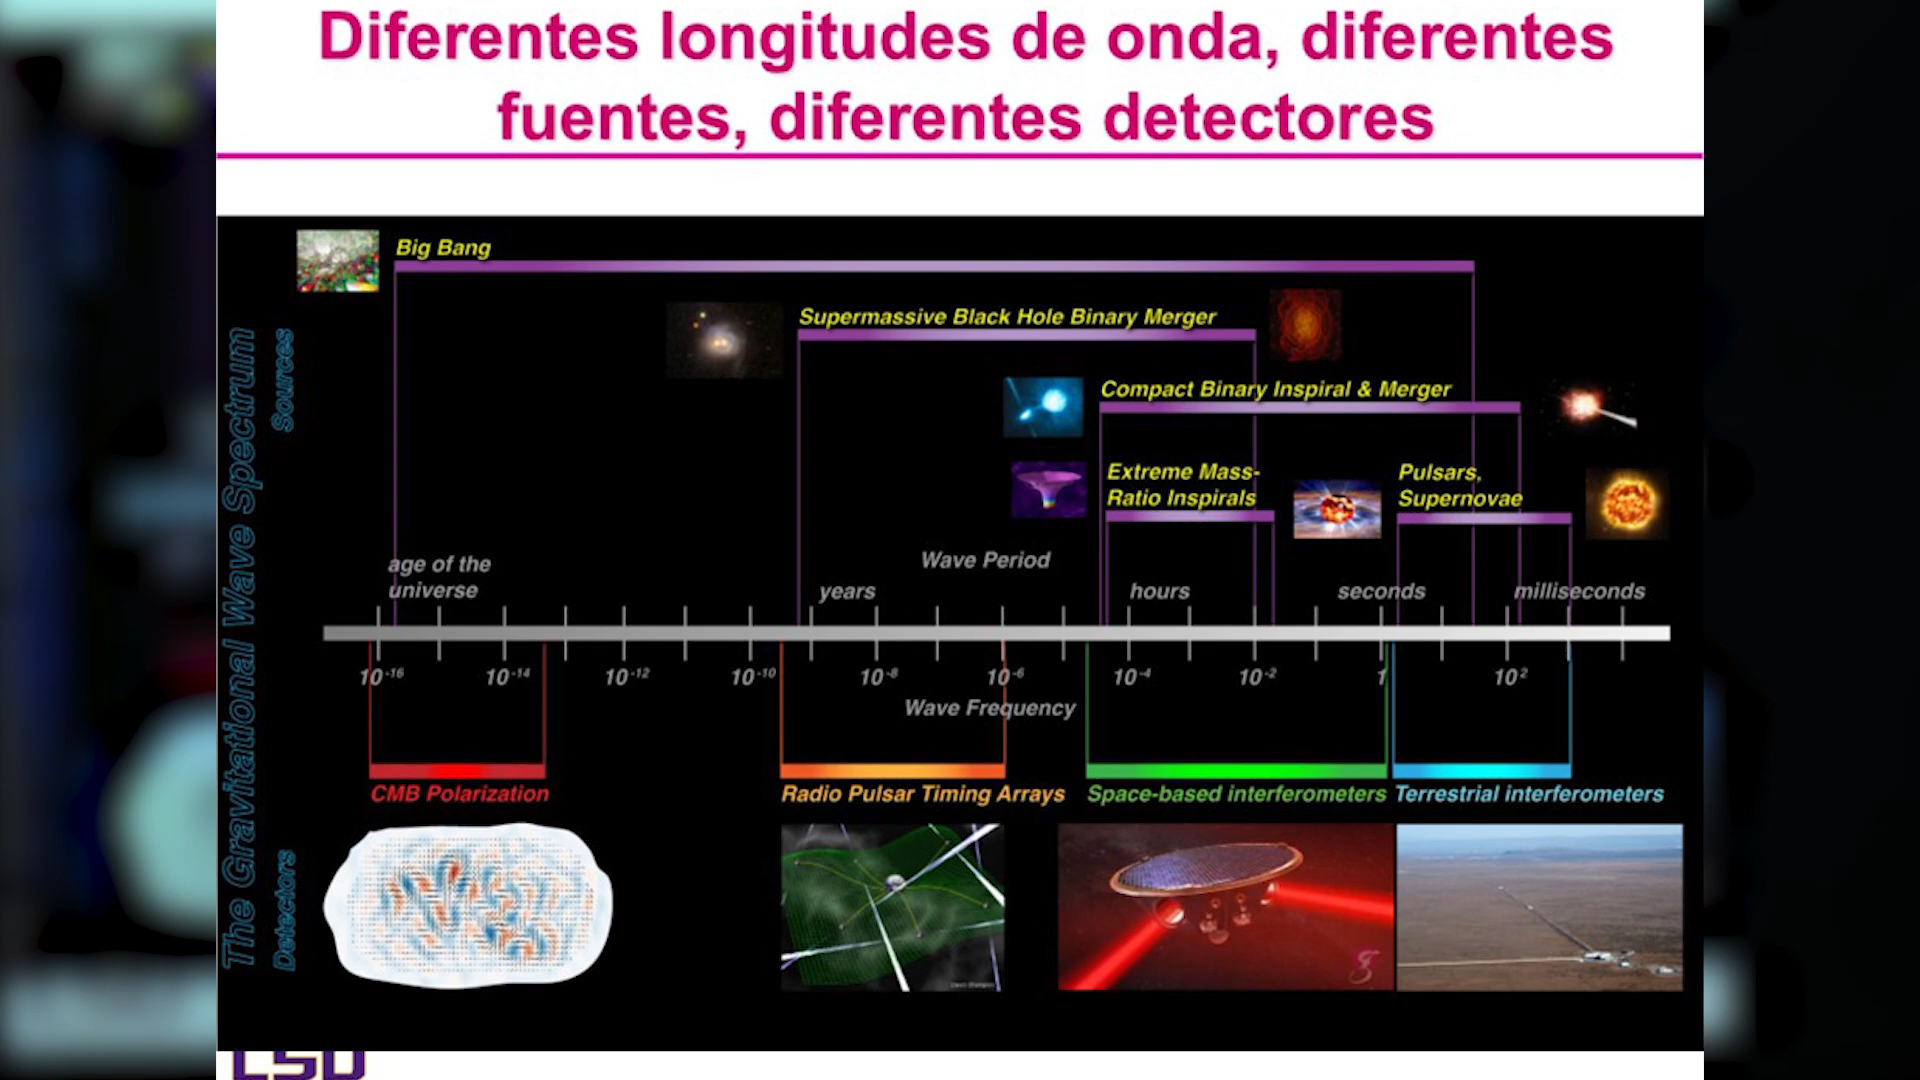 Diferentes longitudes de onda, diferentes
fuentes, diferentes detectores
The Gravitational Wave Spectrum
Sources
Detectors
Big Bang
Supermassive Black Hole Binary Merger
Compact Binary Inspiral & Merger
Extreme Mass-
Ratio Inspirals
Pulsars,
Supernovae
Wave Period
age of the
universe
years
hours
seconds
milliseconds
10⁻¹⁶
10⁻¹⁴
10⁻¹²
10⁻¹⁰
10⁻⁸
10⁻⁶
10⁻⁴
10⁻²
1
10²
Wave Frequency
CMB Polarization
Radio Pulsar Timing Arrays
Space-based interferometers
Terrestrial interferometers
LSU